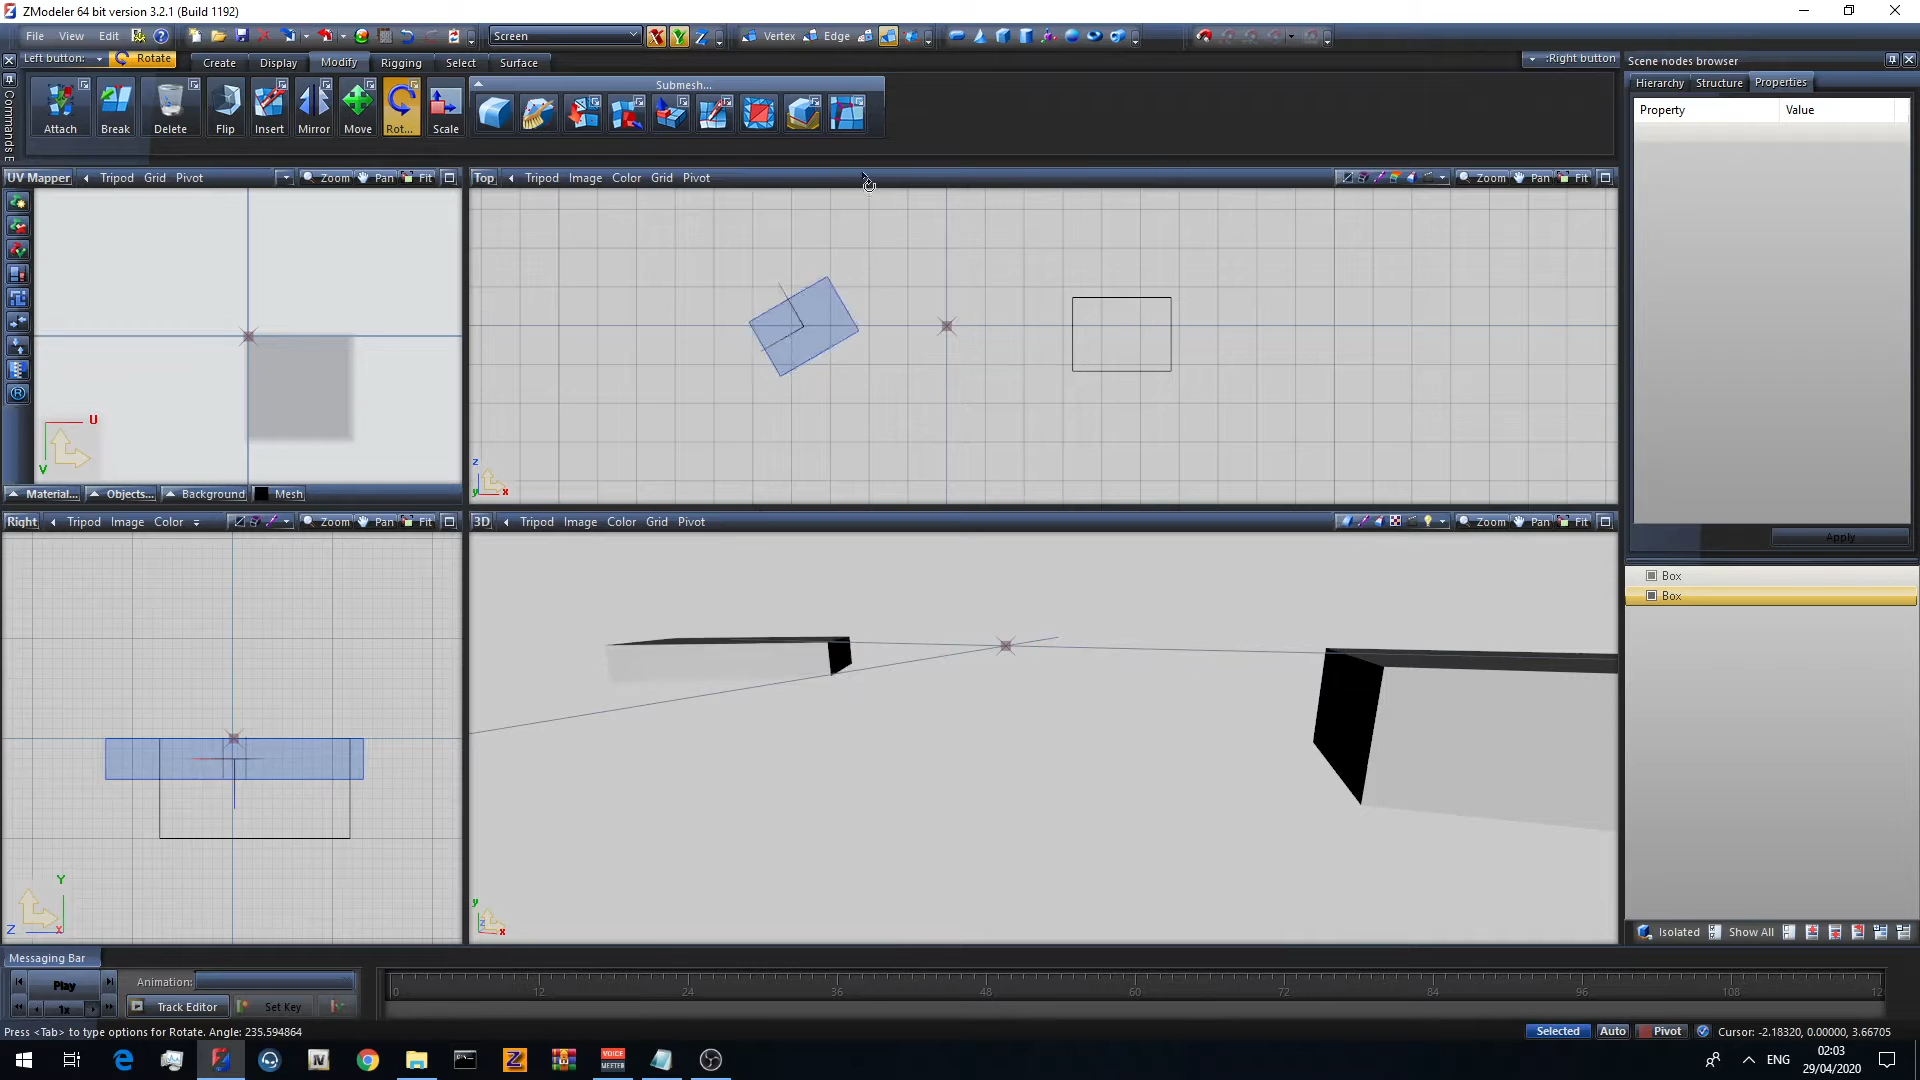 ZModeler 64 bit version 3.2.1 (Build 1192)
File View Edit
Screen
Vertex Edge
Left button: Rotate
Create Display Modify Rigging Select Surface
:Right button
Scene nodes browser
Hierarchy Structure Properties
Commands E
Attach Break Delete Flip Insert Mirror Move Rot... Scale
Submesh...
Property Value
UV Mapper Tripod Grid Pivot Zoom Pan Fit
Top Tripod Image Color Grid Pivot Zoom Pan Fit
U
V
z
y x
Material... Objects... Background Mesh
Right Tripod Image Color Zoom Pan Fit
3D Tripod Image Color Grid Pivot Zoom Pan Fit
Apply
Box
Box
Y
Z x
y
z x
Isolated Show All
Messaging Bar
Play
Animation:
1x
Track Editor Set Key
0 12 24 36 48 60 72 84 96 108 12
Press <Tab> to type options for Rotate. Angle: 235.594864
Selected Auto Pivot Cursor: -2.18320, 0.00000, 3.66705
VOICE
MEETER
ENG
02:03
29/04/2020